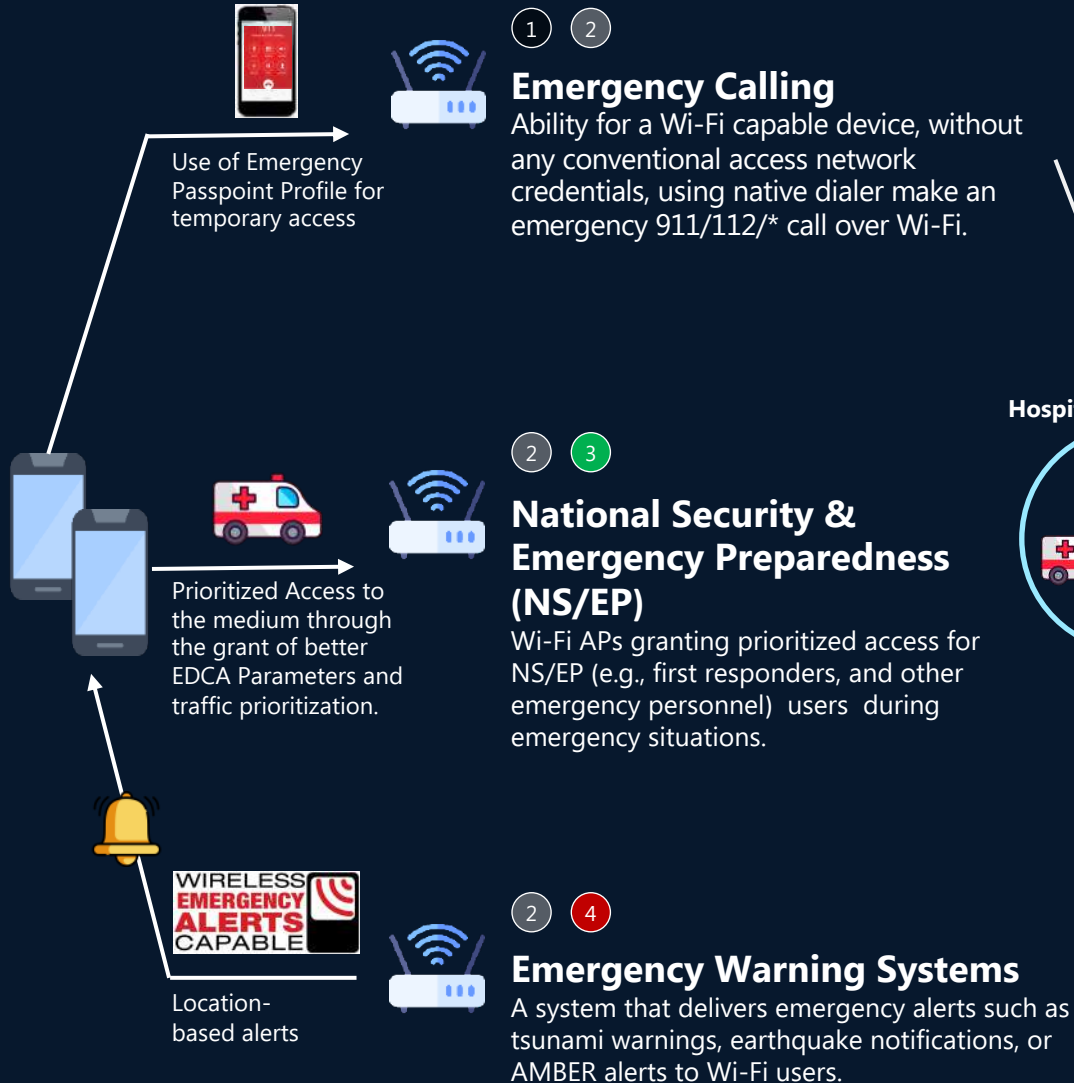 911
1 2
Emergency Calling
Ability for a Wi-Fi capable device, without
any conventional access network
credentials, using native dialer make an
emergency 911/112/* call over Wi-Fi.
Use of Emergency
Passpoint Profile for
temporary access
Hospi
2 3
National Security &
Emergency Preparedness
(NS/EP)
Wi-Fi APs granting prioritized access for
NS/EP (e.g., first responders, and other
emergency personnel) users during
emergency situations.
Prioritized Access to
the medium through
the grant of better
EDCA Parameters and
traffic prioritization.
WIRELESS
EMERGENCY
ALERTS
CAPABLE
Location-
based alerts
2 4
Emergency Warning Systems
A system that delivers emergency alerts such as
tsunami warnings, earthquake notifications, or
AMBER alerts to Wi-Fi users.